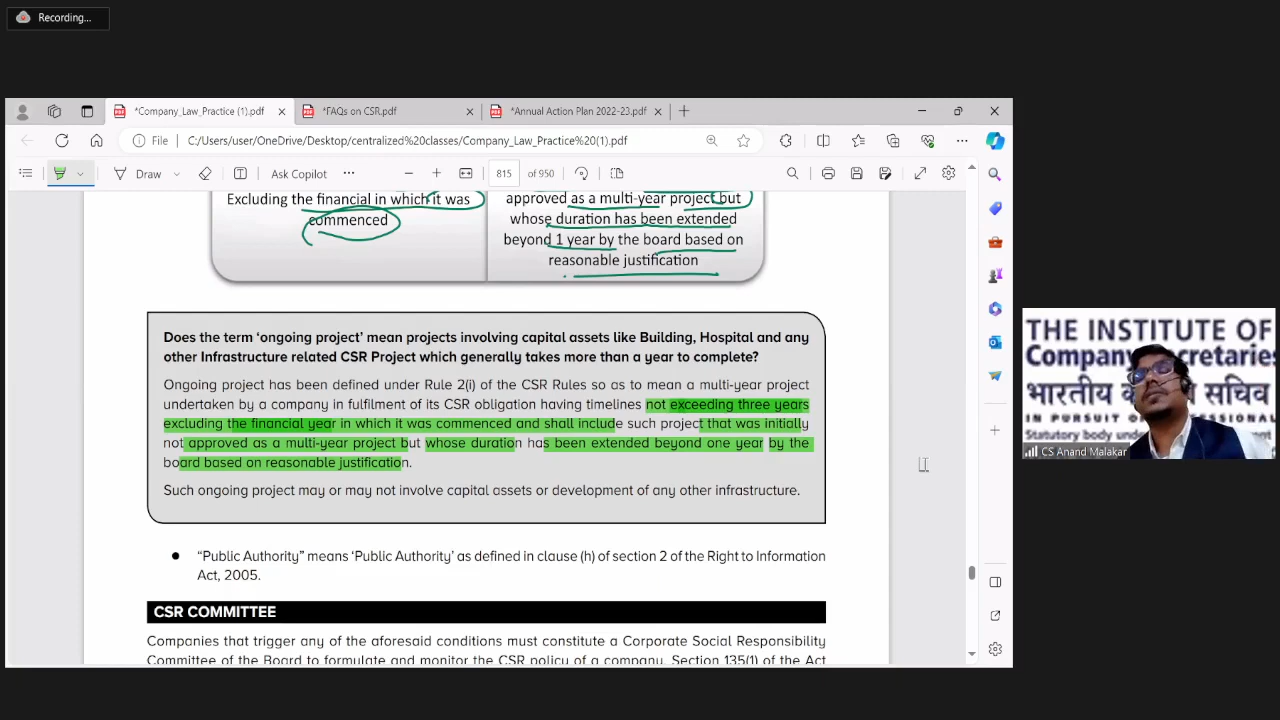 Recording...
*Company_Law_Practice (1).pdf
*FAQs on CSR.pdf
*Annual Action Plan 2022-23.pdf
File
C:/Users/user/OneDrive/Desktop/centralized%20classes/Company_Law_Practice%20(1).pdf
Draw
Ask Copilot
815
of 950
Excluding the financial in which it was
commenced
approved as a multi-year project but
whose duration has been extended
beyond 1 year by the board based on
reasonable justification
Does the term ‘ongoing project’ mean projects involving capital assets like Building, Hospital and any
other Infrastructure related CSR Project which generally takes more than a year to complete?
Ongoing project has been defined under Rule 2(i) of the CSR Rules so as to mean a multi-year project
undertaken by a company in fulfilment of its CSR obligation having timelines not exceeding three years
excluding the financial year in which it was commenced and shall include such project that was initially
not approved as a multi-year project but whose duration has been extended beyond one year by the
board based on reasonable justification.
Such ongoing project may or may not involve capital assets or development of any other infrastructure.
● “Public Authority” means ‘Public Authority’ as defined in clause (h) of section 2 of the Right to Information
Act, 2005.
CSR COMMITTEE
Companies that trigger any of the aforesaid conditions must constitute a Corporate Social Responsibility
Committee of the Board to formulate and monitor the CSR policy of a company. Section 135(1) of the Act
THE INSTITUTE OF
Company
भारतीय
सचिव
IN PURSUIT OF
Statutory body
CS Anand Malakar